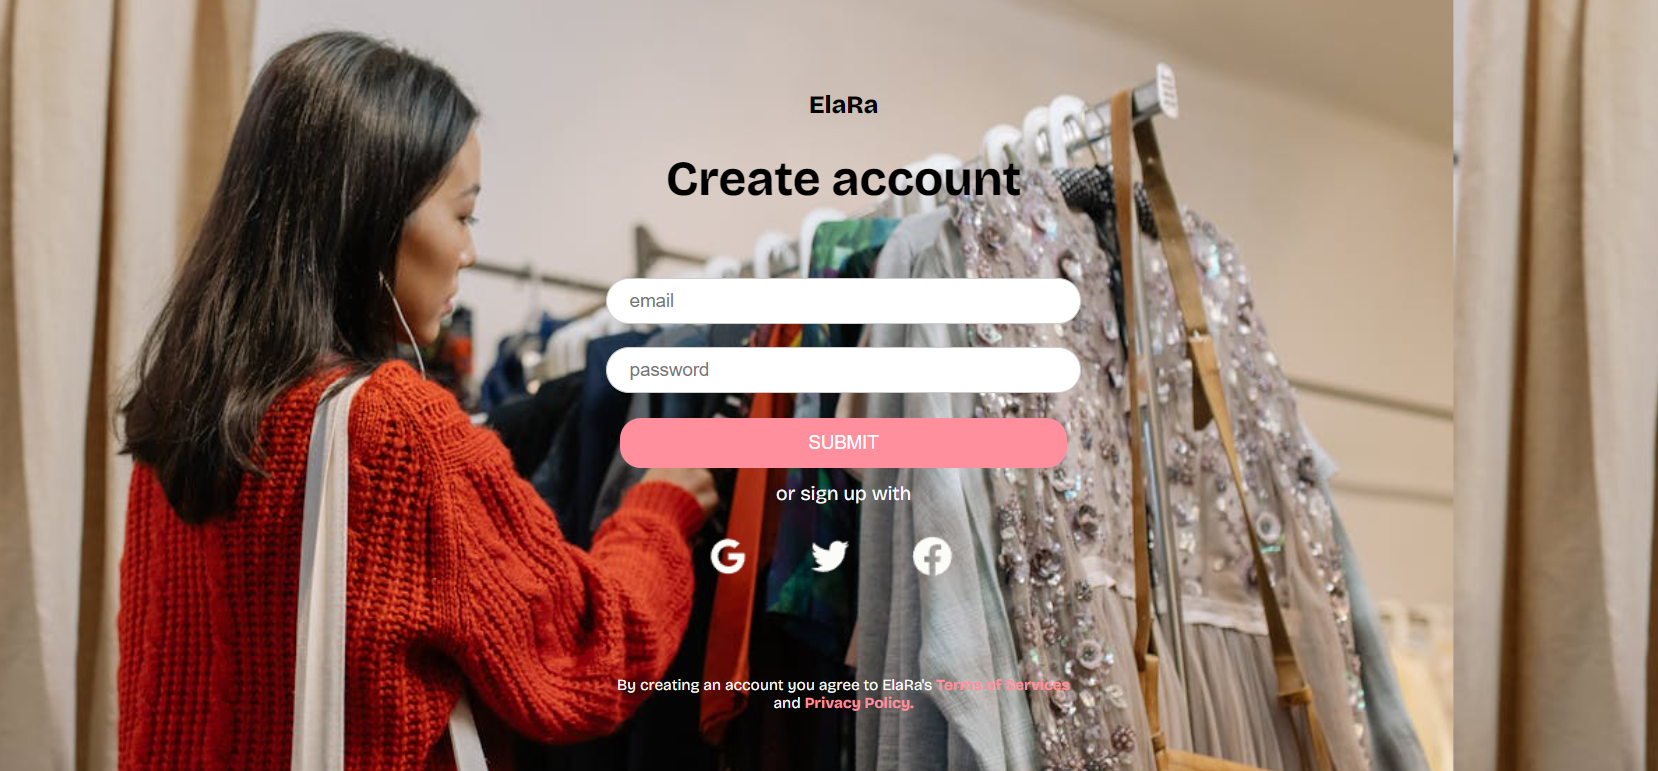 ElaRa
Create account
email
password
SUBMIT
or sign up with
By creating an account you agree to ElaRa's Terms of Services
and Privacy Policy.